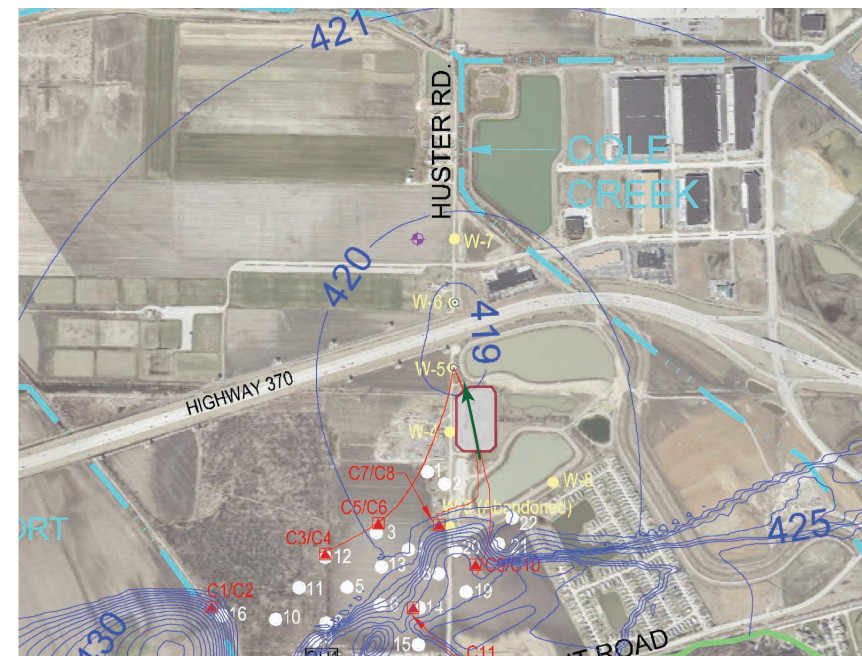 421
HUSTER RD.
COLE
CREEK
W-7
420
W-6
419
W-5
HIGHWAY 370
W-4
1
2
C7/C8
W-8
C5/C6
(Abandoned)
22
3
425
C3/C4
12
20
21
13
C9/C10
C1/C2
11
5
19
16
10
6
14
430
15
C11
ROAD